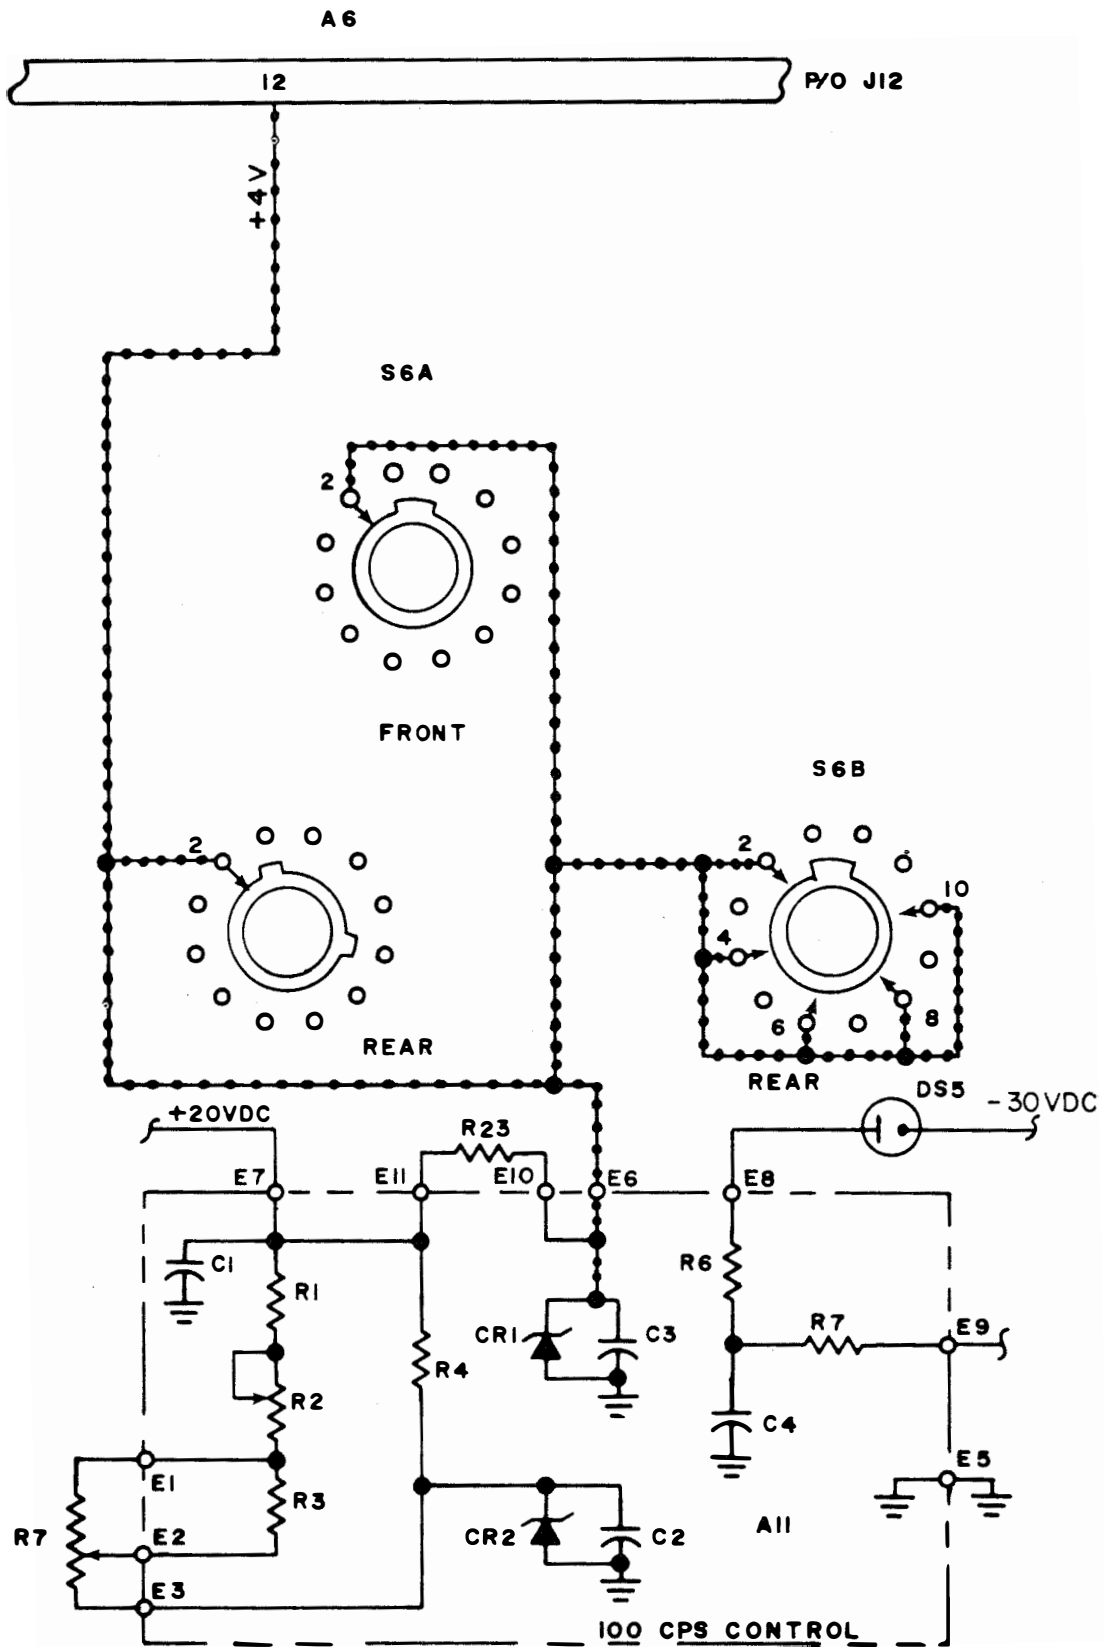 A6
12
P/O J12
+4V
S6A
2
FRONT
S6B
2
2
10
4
6
8
REAR
REAR
DS5
-30VDC
+20VDC
R23
E7
E11
E10
E6
E8
C1
R1
R6
CR1
C3
R7
E9
R4
R2
C4
E1
R3
E5
R7
E2
CR2
C2
A11
E3
100 CPS CONTROL